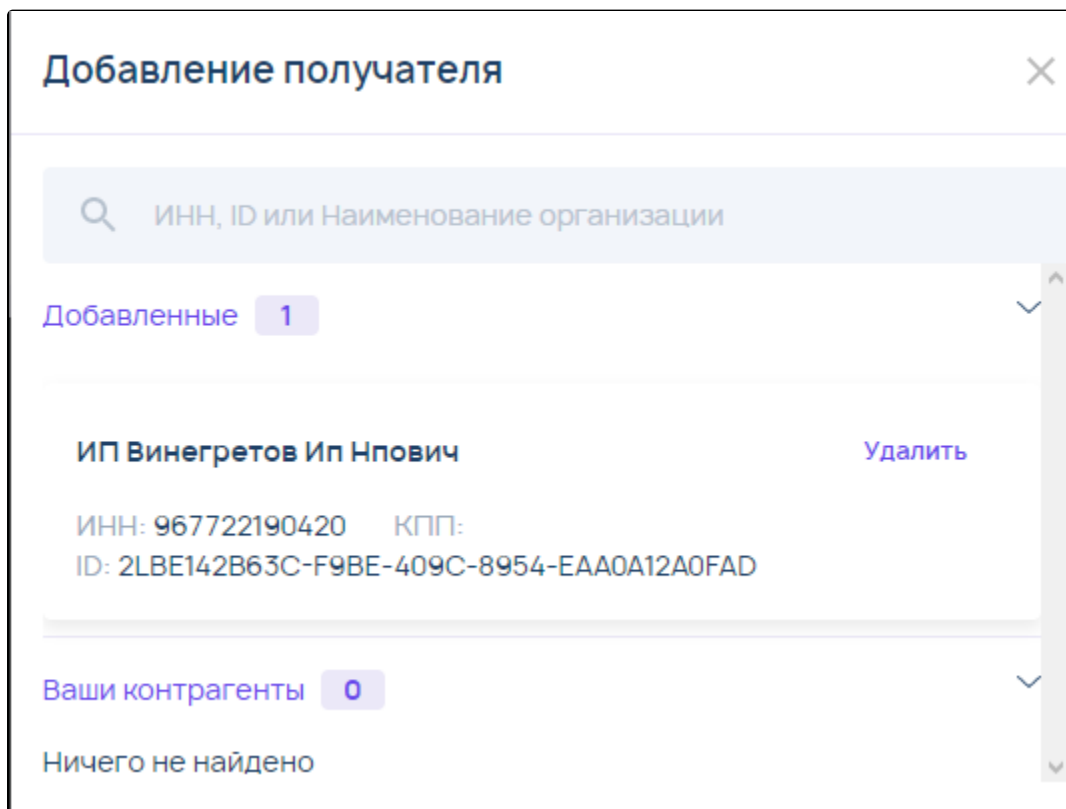 Добавление получателя
ИНН, ID или Наименование организации
Добавленные 1
ИП Винегретов Ип Нпович Удалить
ИНН: 967722190420 КПП:
ID: 2LBE142B63C-F9BE-409C-8954-EAA0A12A0FAD
Ваши контрагенты 0
Ничего не найдено